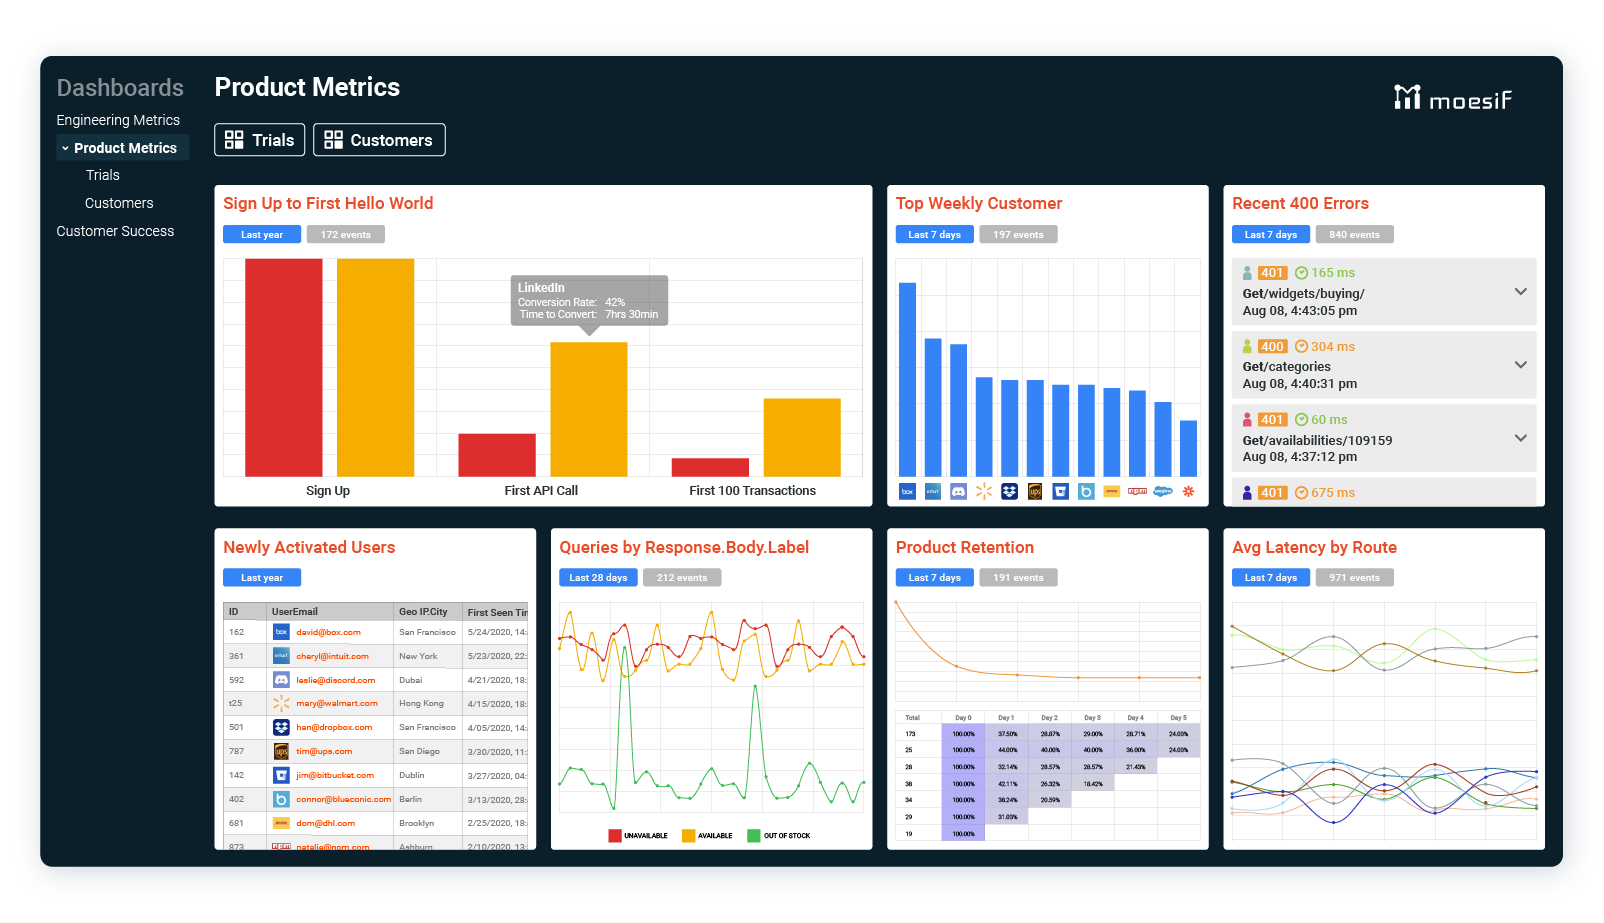 Dashboards
Engineering Metrics
Product Metrics
Trials
Customers
Customer Success
Product Metrics
moesif
Trials
Customers
Sign Up to First Hello World
Last year
172 events
LinkedIn
Conversion Rate: 42%
Time to Convert: 7hrs 30min
Sign Up
First API Call
First 100 Transactions
Top Weekly Customer
Last 7 days
197 events
box
intuit
ups
DHL
npm
salesforce
Recent 400 Errors
Last 7 days
840 events
401 165 ms
Get/widgets/buying/
Aug 08, 4:43:05 pm
400 304 ms
Get/categories
Aug 08, 4:40:31 pm
401 60 ms
Get/availabilities/109159
Aug 08, 4:37:12 pm
401 675 ms
Newly Activated Users
Last year
ID UserEmail Geo IP.City First Seen Tir
162 box david@box.com San Francisco 5/24/2020, 14:
361 intuit cheryl@intuit.com New York 5/23/2020, 22:
592 leslie@discord.com Dubai 4/21/2020, 18:
t25 mary@walmart.com Hong Kong 4/15/2020, 18:
501 han@dropbox.com San Francisco 4/05/2020, 14:
787 ups tim@ups.com San Diego 3/30/2020, 11:
142 jim@bitbucket.com Dublin 3/27/2020, 04:
402 connor@blueconic.com Berlin 3/13/2020, 28:
681 DHL dom@dhl.com Brooklyn 2/25/2020, 18:
873 npm natalie@npm.com Ashburn 2/10/2020, 13:
Queries by Response.Body.Label
Last 28 days
212 events
UNAVAILABLE
AVAILABLE
OUT OF STOCK
Product Retention
Last 7 days
191 events
Total Day 0 Day 1 Day 2 Day 3 Day 4 Day 5
173 100.00% 37.50% 28.87% 29.00% 28.71% 24.00%
25 100.00% 44.00% 40.00% 40.00% 36.00% 24.00%
28 100.00% 32.14% 28.57% 28.57% 21.43%
38 100.00% 42.11% 26.32% 18.42%
34 100.00% 38.24% 20.59%
29 100.00% 31.03%
19 100.00%
Avg Latency by Route
Last 7 days
971 events